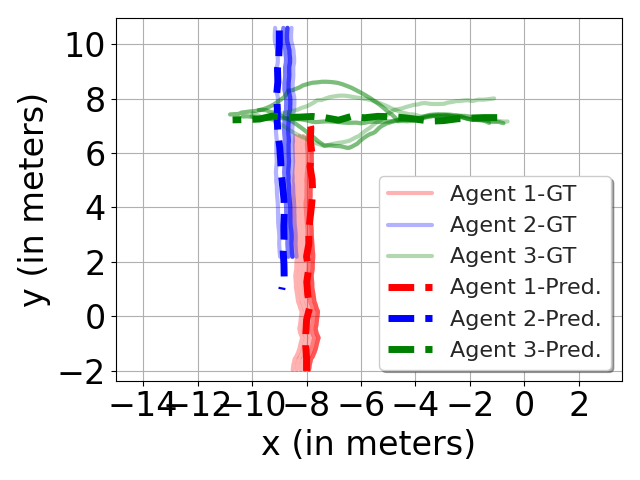 10
8
6
4
2
0
−2
y (in meters)
Agent 1-GT
Agent 2-GT
Agent 3-GT
Agent 1-Pred.
Agent 2-Pred.
Agent 3-Pred.
−14 −12 −10 −8 −6 −4 −2 0 2
x (in meters)